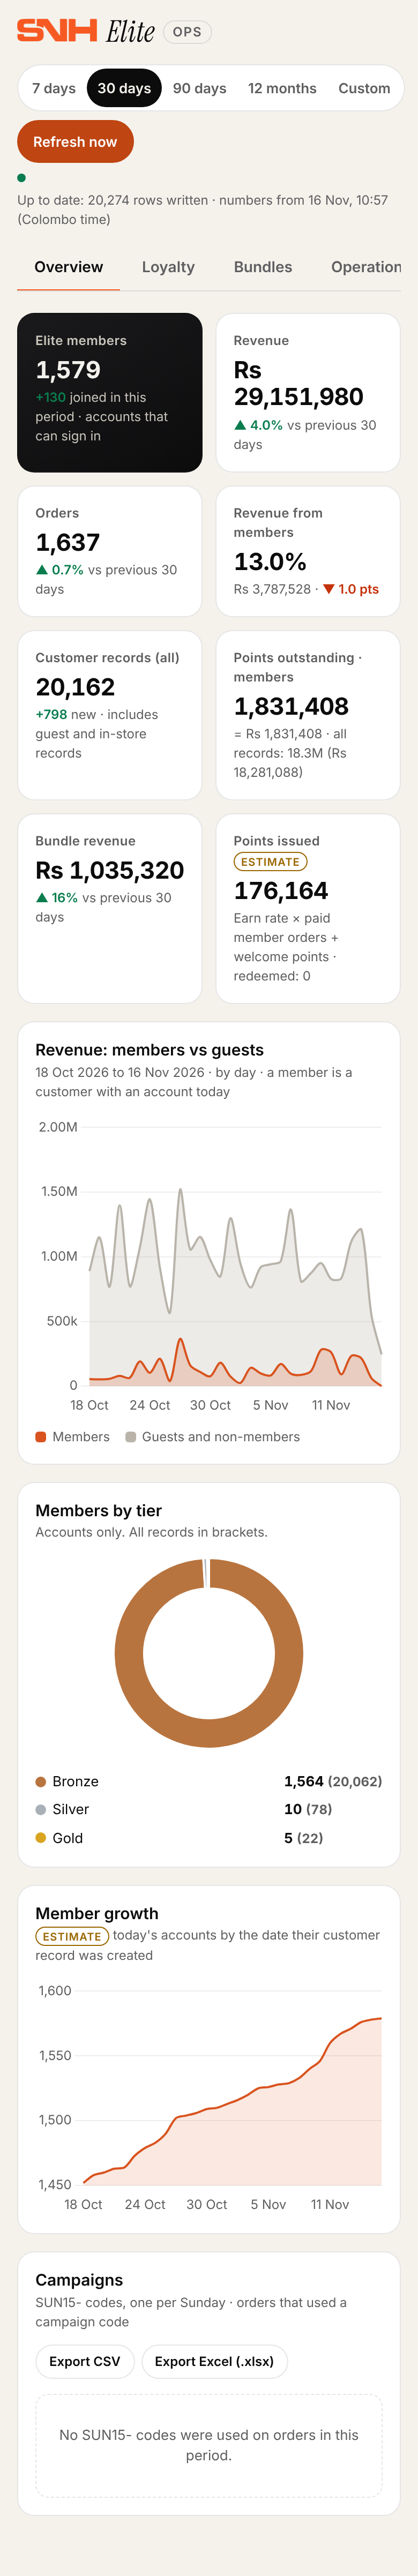 SNH Elite OPS
7 days 30 days 90 days 12 months Custom
Refresh now
Up to date: 20,274 rows written · numbers from 16 Nov, 10:57
(Colombo time)
Overview Loyalty Bundles Operation
Elite members
1,579
+130 joined in this
period · accounts that
can sign in
Revenue
Rs
29,151,980
▲ 4.0% vs previous 30
days
Orders
1,637
▲ 0.7% vs previous 30
days
Revenue from
members
13.0%
Rs 3,787,528 · ▼ 1.0 pts
Customer records (all)
20,162
+798 new · includes
guest and in-store
records
Points outstanding ·
members
1,831,408
= Rs 1,831,408 · all
records: 18.3M (Rs
18,281,088)
Bundle revenue
Rs 1,035,320
▲ 16% vs previous 30
days
Points issued
ESTIMATE
176,164
Earn rate × paid
member orders +
welcome points ·
redeemed: 0
Revenue: members vs guests
18 Oct 2026 to 16 Nov 2026 · by day · a member is a
customer with an account today
2.00M
1.50M
1.00M
500k
0
18 Oct 24 Oct 30 Oct 5 Nov 11 Nov
Members Guests and non-members
Members by tier
Accounts only. All records in brackets.
Bronze 1,564 (20,062)
Silver 10 (78)
Gold 5 (22)
Member growth
ESTIMATE today's accounts by the date their customer
record was created
1,600
1,550
1,500
1,450
18 Oct 24 Oct 30 Oct 5 Nov 11 Nov
Campaigns
SUN15- codes, one per Sunday · orders that used a
campaign code
Export CSV Export Excel (.xlsx)
No SUN15- codes were used on orders in this
period.